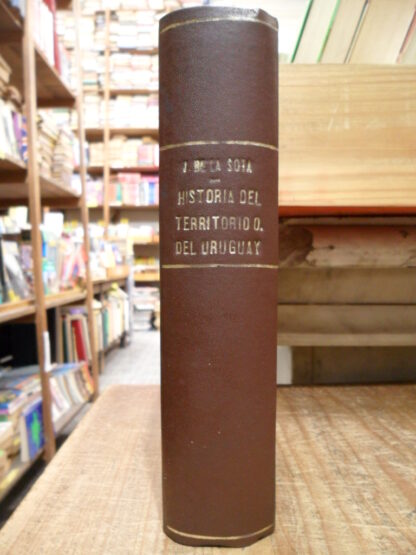 J. DE LA SOTA
HISTORIA DEL
TERRITORIO O.
DEL URUGUAY